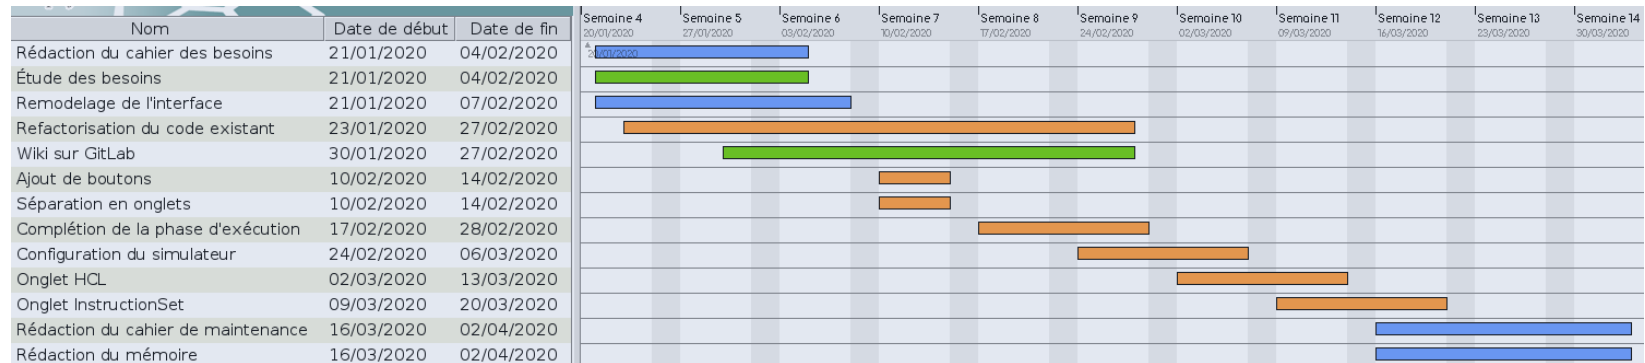 Semaine 4 Semaine 5 Semaine 6 Semaine 7 Semaine 8 Semaine 9 Semaine 10 Semaine 11 Semaine 12 Semaine 13 Semaine 14
Nom Date de début Date de fin 20/01/2020 27/01/2020 03/02/2020 10/02/2020 17/02/2020 24/02/2020 02/03/2020 09/03/2020 16/03/2020 23/03/2020 30/03/2020
Rédaction du cahier des besoins 21/01/2020 04/02/2020
Étude des besoins 21/01/2020 04/02/2020
Remodelage de l'interface 21/01/2020 07/02/2020
Refactorisation du code existant 23/01/2020 27/02/2020
Wiki sur GitLab 30/01/2020 27/02/2020
Ajout de boutons 10/02/2020 14/02/2020
Séparation en onglets 10/02/2020 14/02/2020
Complétion de la phase d'exécution 17/02/2020 28/02/2020
Configuration du simulateur 24/02/2020 06/03/2020
Onglet HCL 02/03/2020 13/03/2020
Onglet InstructionSet 09/03/2020 20/03/2020
Rédaction du cahier de maintenance 16/03/2020 02/04/2020
Rédaction du mémoire 16/03/2020 02/04/2020